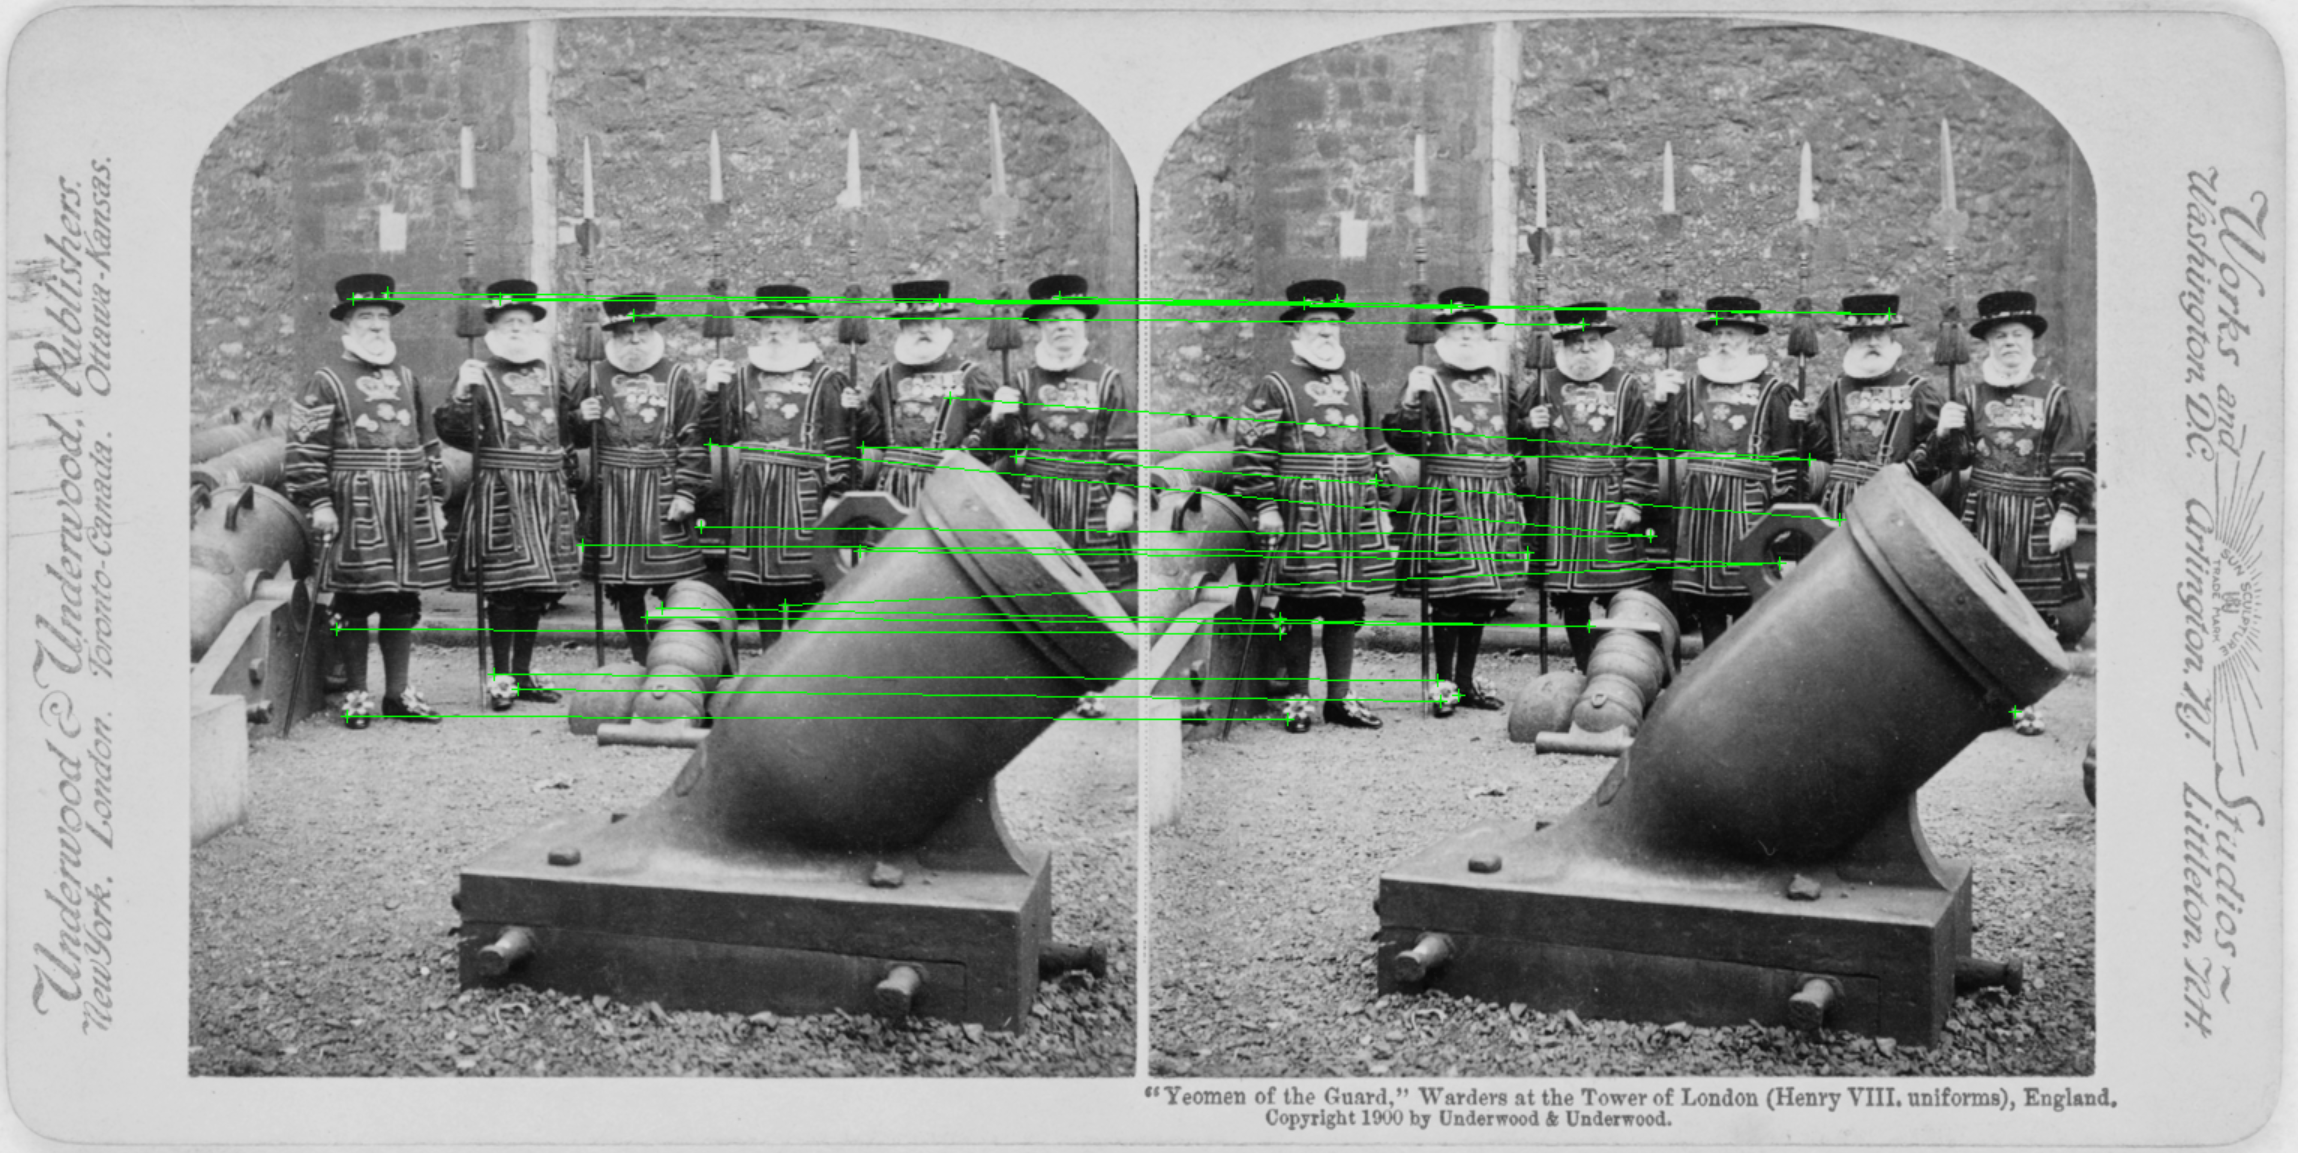 Underwood & Underwood, Publishers.
New York. London. Toronto-Canada. Ottawa-Kansas.
Works and Studios
Washington, D.C. Arlington, N.J. Littleton, N.H.
SUN SCULPTURE
TRADE MARK
"Yeomen of the Guard," Warders at the Tower of London (Henry VIII. uniforms), England.
Copyright 1900 by Underwood & Underwood.